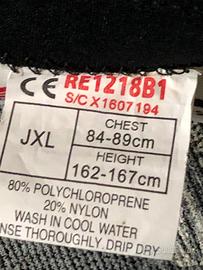 CE RE1218B1
S/C X1607194
JXL
CHEST
84-89cm
HEIGHT
162-167cm
80% POLYCHLOROPRENE
20% NYLON
WASH IN COOL WATER
NSE THOROUGHLY. DRIP DRY